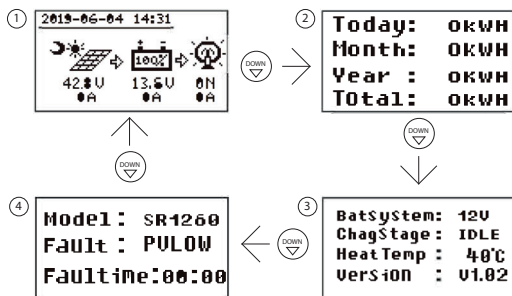 1
2019-06-04 14:31
100%
42.8V 13.6V ON
0A 0A 0A
DOWN
2
Today: 0KWH
Month: 0KWH
Year : 0KWH
TOtal: 0KWH
DOWN
3
BatSystem: 12V
ChagStage: IDLE
HeatTemp : 40℃
VerSiON : V1.02
DOWN
4
Model: SR1260
Fault : PVLOW
Faultime:00:00
DOWN